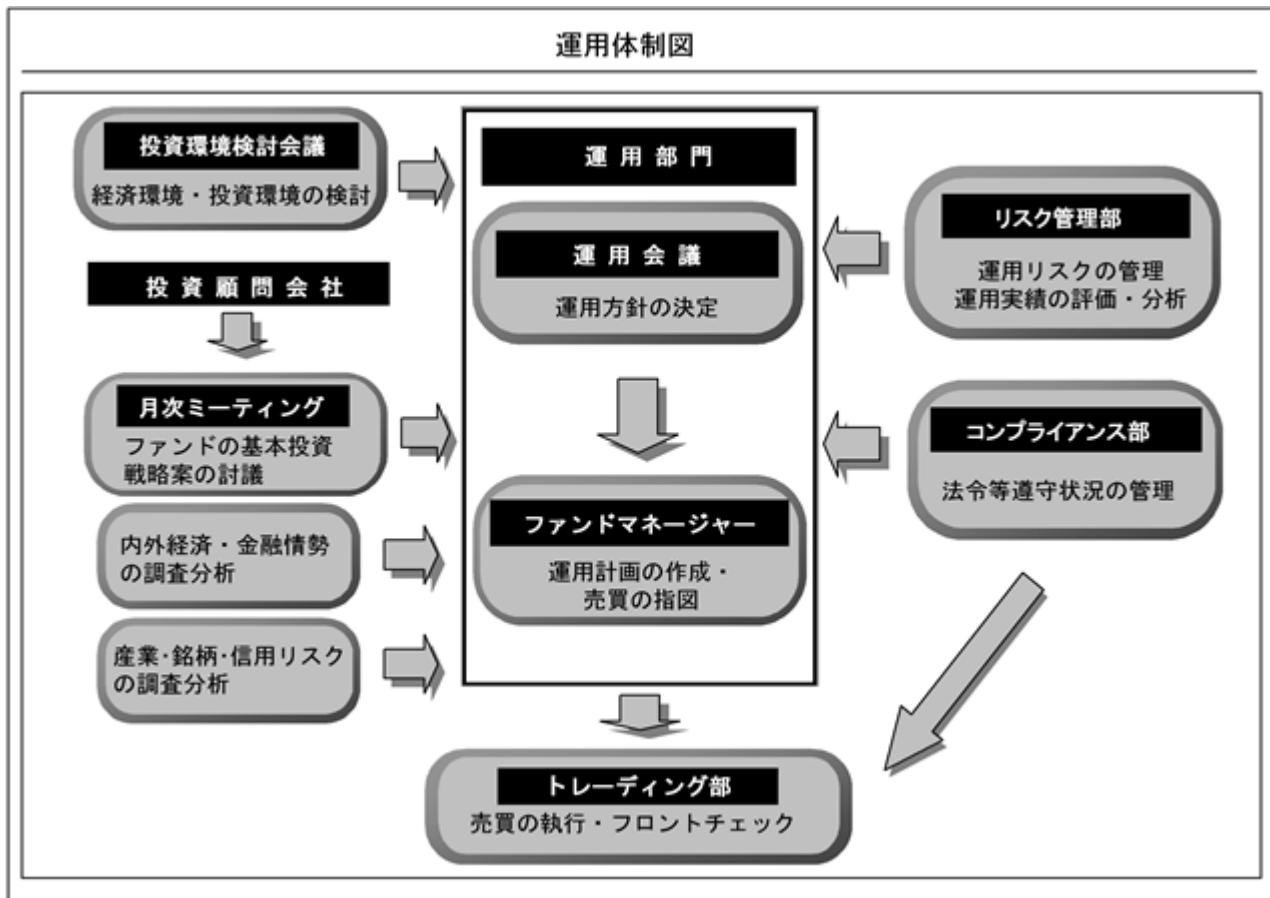 運用体制図
投資環境検討会議
経済環境・投資環境の検討
投資顧問会社
月次ミーティング
ファンドの基本投資
戦略案の討議
内外経済・金融情勢
の調査分析
産業・銘柄・信用リスク
の調査分析
運用部門
運用会議
運用方針の決定
ファンドマネージャー
運用計画の作成・
売買の指図
リスク管理部
運用リスクの管理
運用実績の評価・分析
コンプライアンス部
法令等遵守状況の管理
トレーディング部
売買の執行・フロントチェック